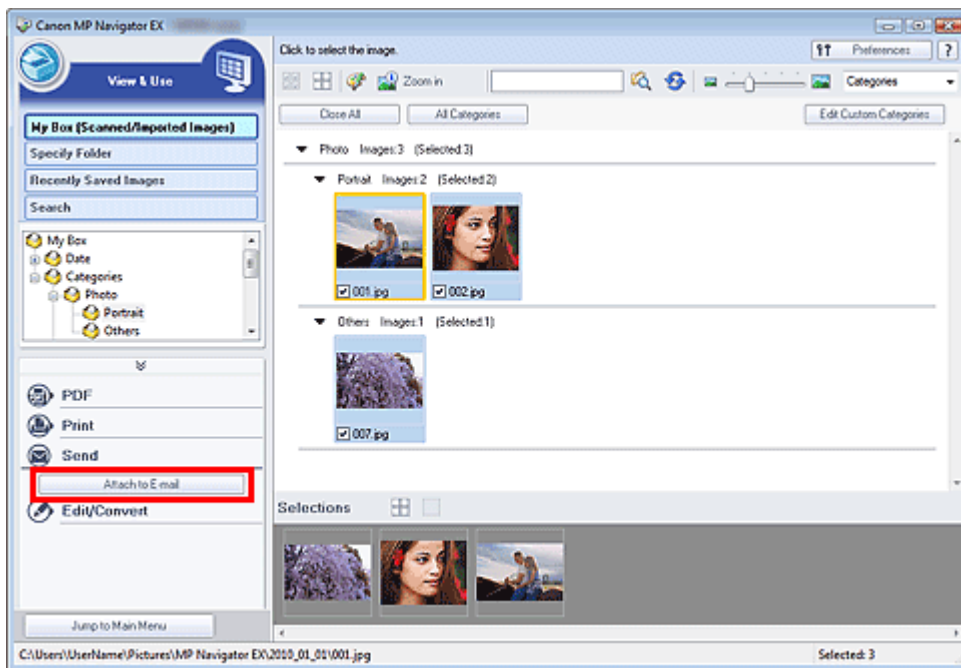 Canon MP Navigator EX
View & Use
My Box (Scanned/Imported Images)
Specify Folder
Recently Saved Images
Search
My Box
Date
Categories
Photo
Portrait
Others
PDF
Print
Send
Attach to E-mail
Edit/Convert
Jump to Main Menu
Click to select the image.
Preferences
?
Zoom in
Categories
Close All
All Categories
Edit Custom Categories
Photo Images:3 (Selected:3)
Portrait Images:2 (Selected:2)
001.jpg
002.jpg
Others Images:1 (Selected:1)
007.jpg
Selections
C:\Users\UserName\Pictures\MP Navigator EX\2010_01_01\001.jpg
Selected: 3